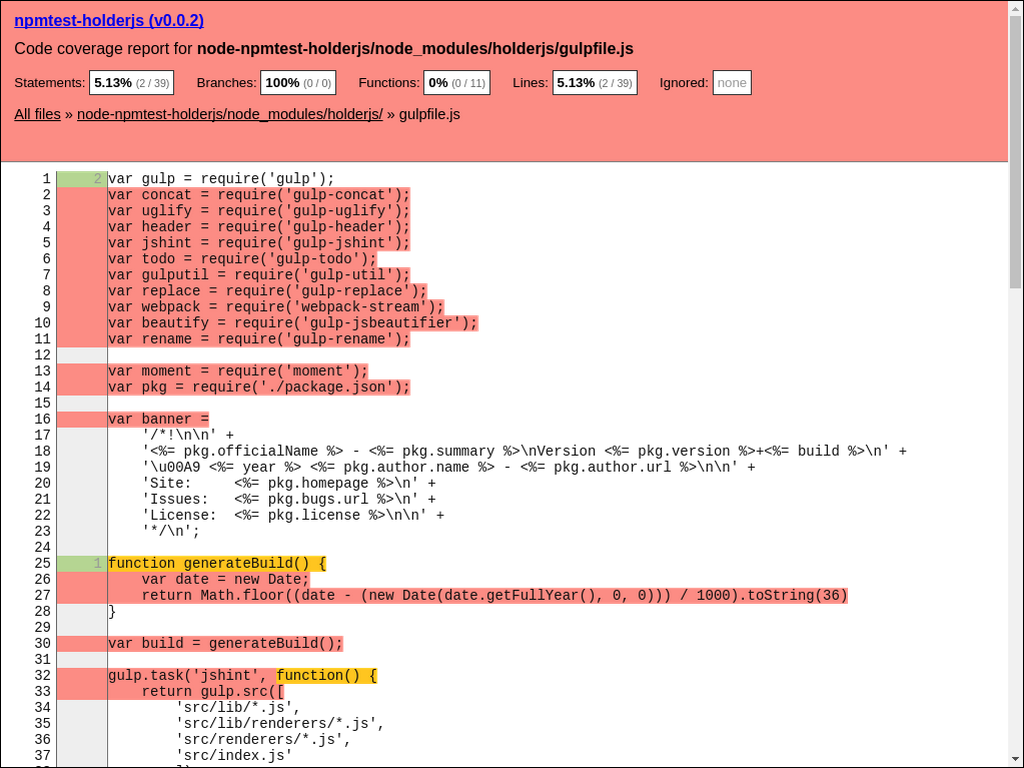 npmtest-holderjs (v0.0.2)
Code coverage report for node-npmtest-holderjs/node_modules/holderjs/gulpfile.js
Statements: 5.13% (2 / 39) Branches: 100% (0 / 0) Functions: 0% (0 / 11) Lines: 5.13% (2 / 39) Ignored: none
All files » node-npmtest-holderjs/node_modules/holderjs/ » gulpfile.js
1 2 var gulp = require('gulp');
2 var concat = require('gulp-concat');
3 var uglify = require('gulp-uglify');
4 var header = require('gulp-header');
5 var jshint = require('gulp-jshint');
6 var todo = require('gulp-todo');
7 var gulputil = require('gulp-util');
8 var replace = require('gulp-replace');
9 var webpack = require('webpack-stream');
10 var beautify = require('gulp-jsbeautifier');
11 var rename = require('gulp-rename');
12
13 var moment = require('moment');
14 var pkg = require('./package.json');
15
16 var banner =
17     '/*!\n\n' +
18     '<%= pkg.officialName %> - <%= pkg.summary %>\nVersion <%= pkg.version %>+<%= build %>\n' +
19     '\u00A9 <%= year %> <%= pkg.author.name %> - <%= pkg.author.url %>\n\n' +
20     'Site:     <%= pkg.homepage %>\n' +
21     'Issues:   <%= pkg.bugs.url %>\n' +
22     'License:  <%= pkg.license %>\n\n' +
23     '*/\n';
24
25 1 function generateBuild() {
26     var date = new Date;
27     return Math.floor((date - (new Date(date.getFullYear(), 0, 0))) / 1000).toString(36)
28 }
29
30 var build = generateBuild();
31
32 gulp.task('jshint', function() {
33     return gulp.src([
34         'src/lib/*.js',
35         'src/lib/renderers/*.js',
36         'src/renderers/*.js',
37         'src/index.js'